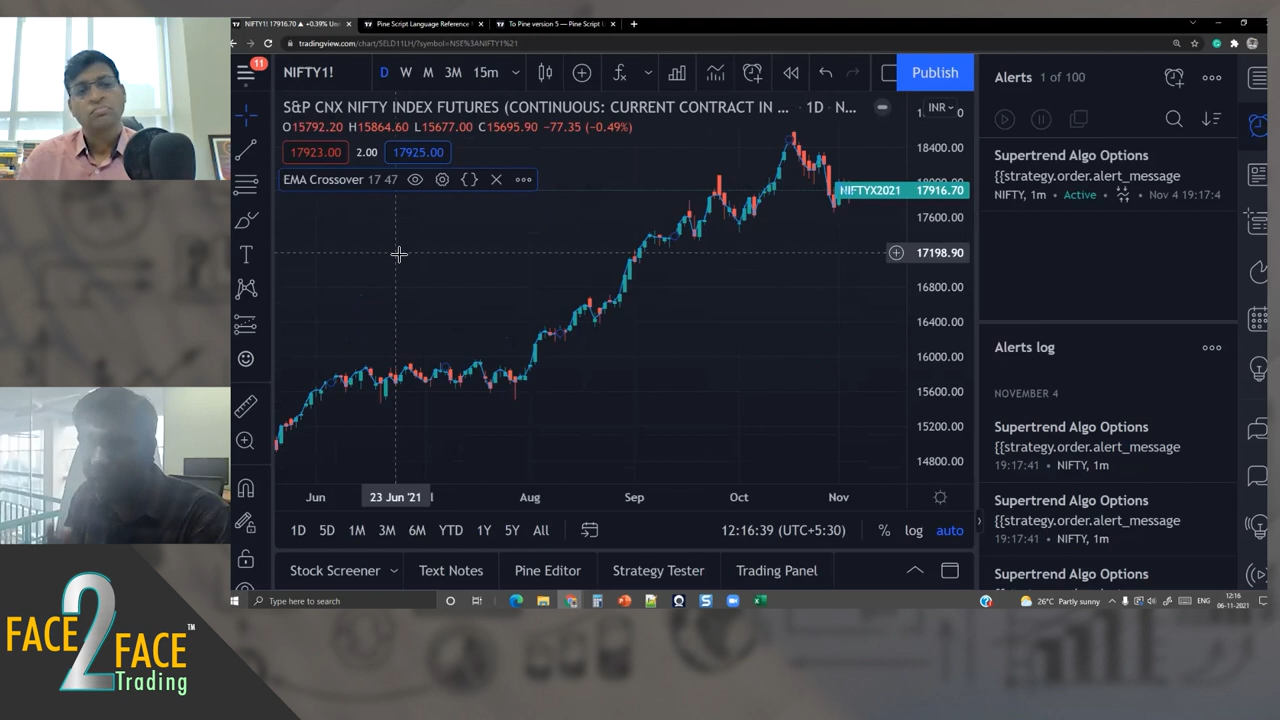 NIFTY1! 17916.70 ▲ +0.39% Unn
Pine Script Language Reference
To Pine version 5 — Pine Script
tradingview.com/chart/SELD11LH/?symbol=NSE%3ANIFTY1%21
11
NIFTY1!
D W M 3M 15m
Publish
S&P CNX NIFTY INDEX FUTURES (CONTINUOUS: CURRENT CONTRACT IN ... · 1D · N...
O15792.20 H15864.60 L15677.00 C15695.90 −77.35 (−0.49%)
17923.00 2.00 17925.00
EMA Crossover 17 47
INR
18400.00
NIFTYX2021 17916.70
17600.00
17198.90
16800.00
16400.00
16000.00
15600.00
15200.00
14800.00
Jun 23 Jun '21 Aug Sep Oct Nov
1D 5D 1M 3M 6M YTD 1Y 5Y All
12:16:39 (UTC+5:30) % log auto
Stock Screener Text Notes Pine Editor Strategy Tester Trading Panel
Alerts 1 of 100
Supertrend Algo Options
{{strategy.order.alert_message
NIFTY, 1m • Active • Nov 4 19:17:4
Alerts log
NOVEMBER 4
Supertrend Algo Options
{{strategy.order.alert_message
19:17:41 • NIFTY, 1m
Supertrend Algo Options
{{strategy.order.alert_message
19:17:41 • NIFTY, 1m
Supertrend Algo Options
Type here to search
26°C Partly sunny
ENG
12:16
06-11-2021
FACE
2
FACE
Trading
™